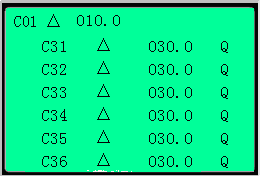 C01 △ 010.0
C31 △ 030.0 Q
C32 △ 030.0 Q
C33 △ 030.0 Q
C34 △ 030.0 Q
C35 △ 030.0 Q
C36 △ 030.0 Q